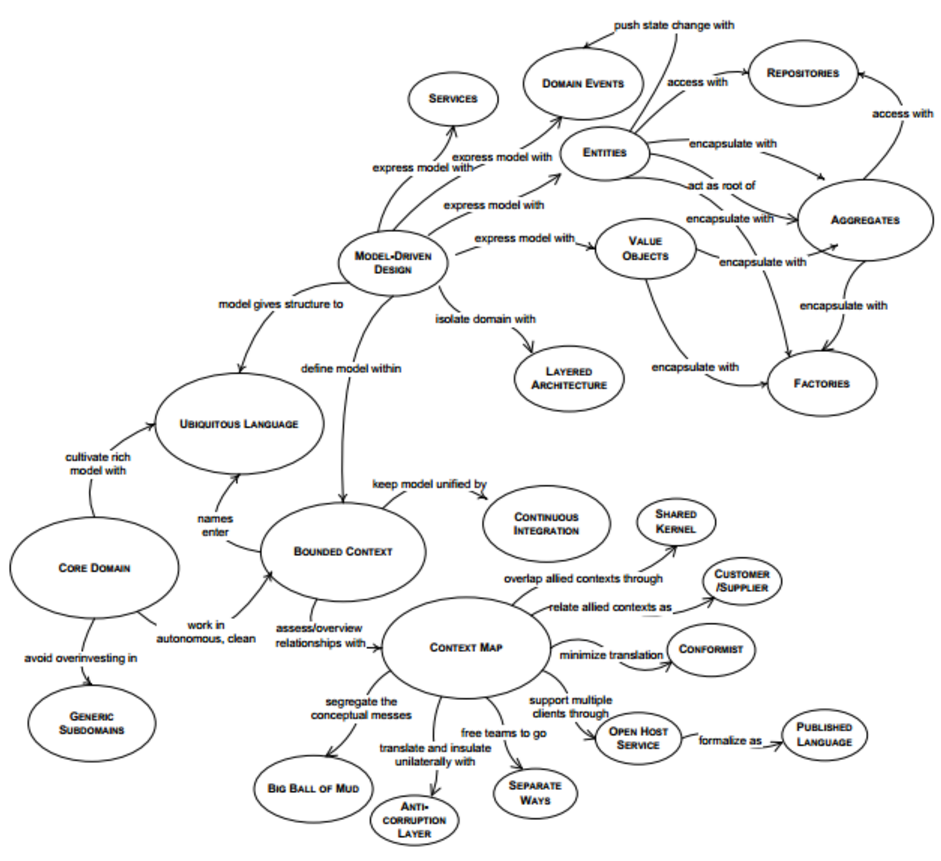 push state change with
DOMAIN EVENTS
REPOSITORIES
access with
SERVICES
access with
ENTITIES
encapsulate with
express model with
express model with
act as root of
express model with
encapsulate with
AGGREGATES
express model with
VALUE
OBJECTS
encapsulate with
MODEL-DRIVEN
DESIGN
model gives structure to
isolate domain with
encapsulate with
define model within
encapsulate with
LAYERED
ARCHITECTURE
FACTORIES
UBIQUITOUS LANGUAGE
cultivate rich
model with
keep model unified by
names
enter
CONTINUOUS
INTEGRATION
SHARED
KERNEL
BOUNDED CONTEXT
CORE DOMAIN
overlap allied contexts through
CUSTOMER
/SUPPLIER
relate allied contexts as
work in
autonomous, clean
assess/overview
relationships with
CONTEXT MAP
minimize translation
CONFORMIST
avoid overinvesting in
GENERIC
SUBDOMAINS
segregate the
conceptual messes
support multiple
clients through
free teams to go
OPEN HOST
SERVICE
formalize as
PUBLISHED
LANGUAGE
translate and insulate
unilaterally with
BIG BALL OF MUD
SEPARATE
WAYS
ANTI-
CORRUPTION
LAYER